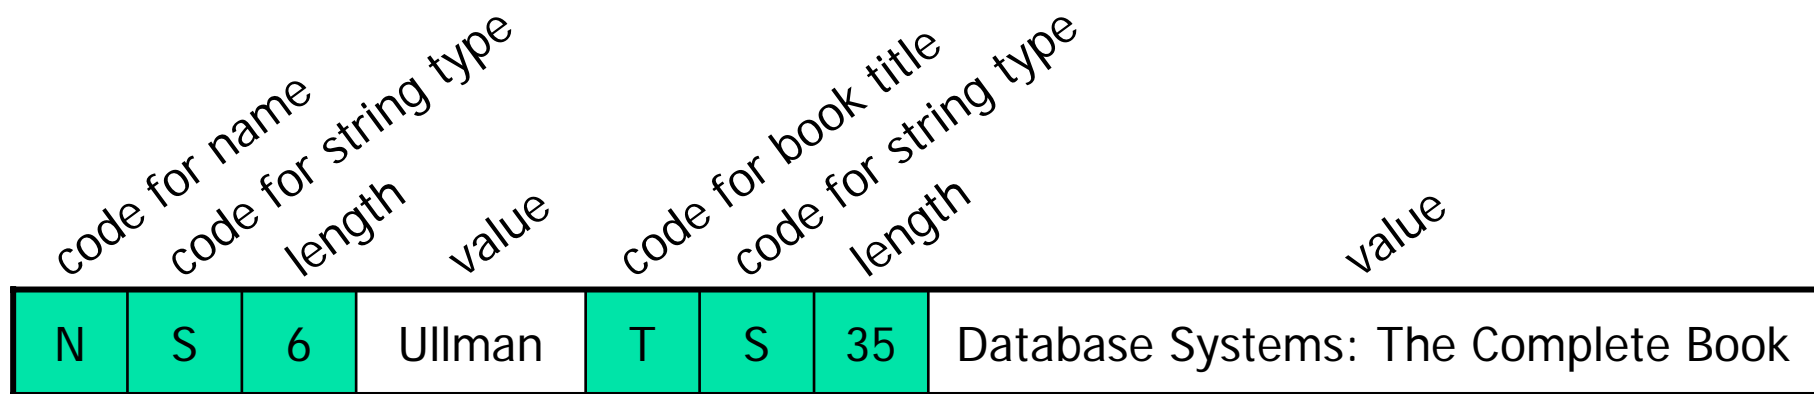 code for name
code for string type
length
value
code for book title
code for string type
length
value
N S 6 Ullman T S 35 Database Systems: The Complete Book